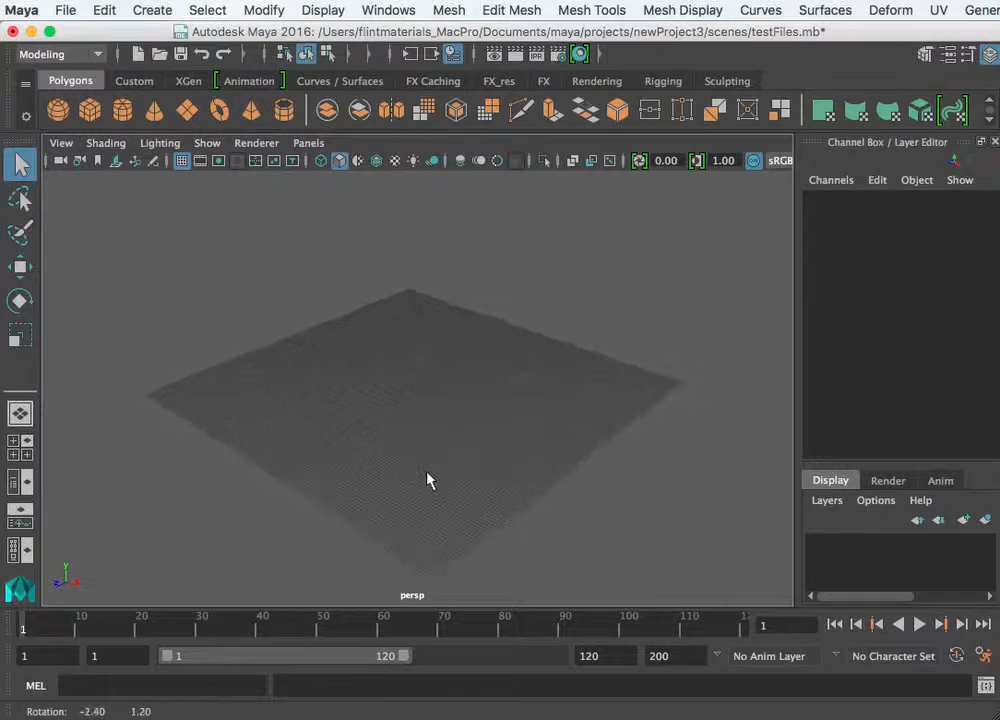 Maya File Edit Create Select Modify Display Windows Mesh Edit Mesh Mesh Tools Mesh Display Curves Surfaces Deform UV Gener
Autodesk Maya 2016: /Users/flintmaterials_MacPro/Documents/maya/projects/newProject3/scenes/testFiles.mb*
Modeling
Polygons Custom XGen Animation Curves / Surfaces FX Caching FX_res FX Rendering Rigging Sculpting
View Shading Lighting Show Renderer Panels
Channel Box / Layer Editor
0.00 1.00 sRGB
Channels Edit Object Show
Display Render Anim
Layers Options Help
y
z x
persp
10 20 30 40 50 60 70 80 90 100 110 12
1
1
1 1 1 120 120 200 No Anim Layer No Character Set
MEL
Rotation: -2.40 1.20